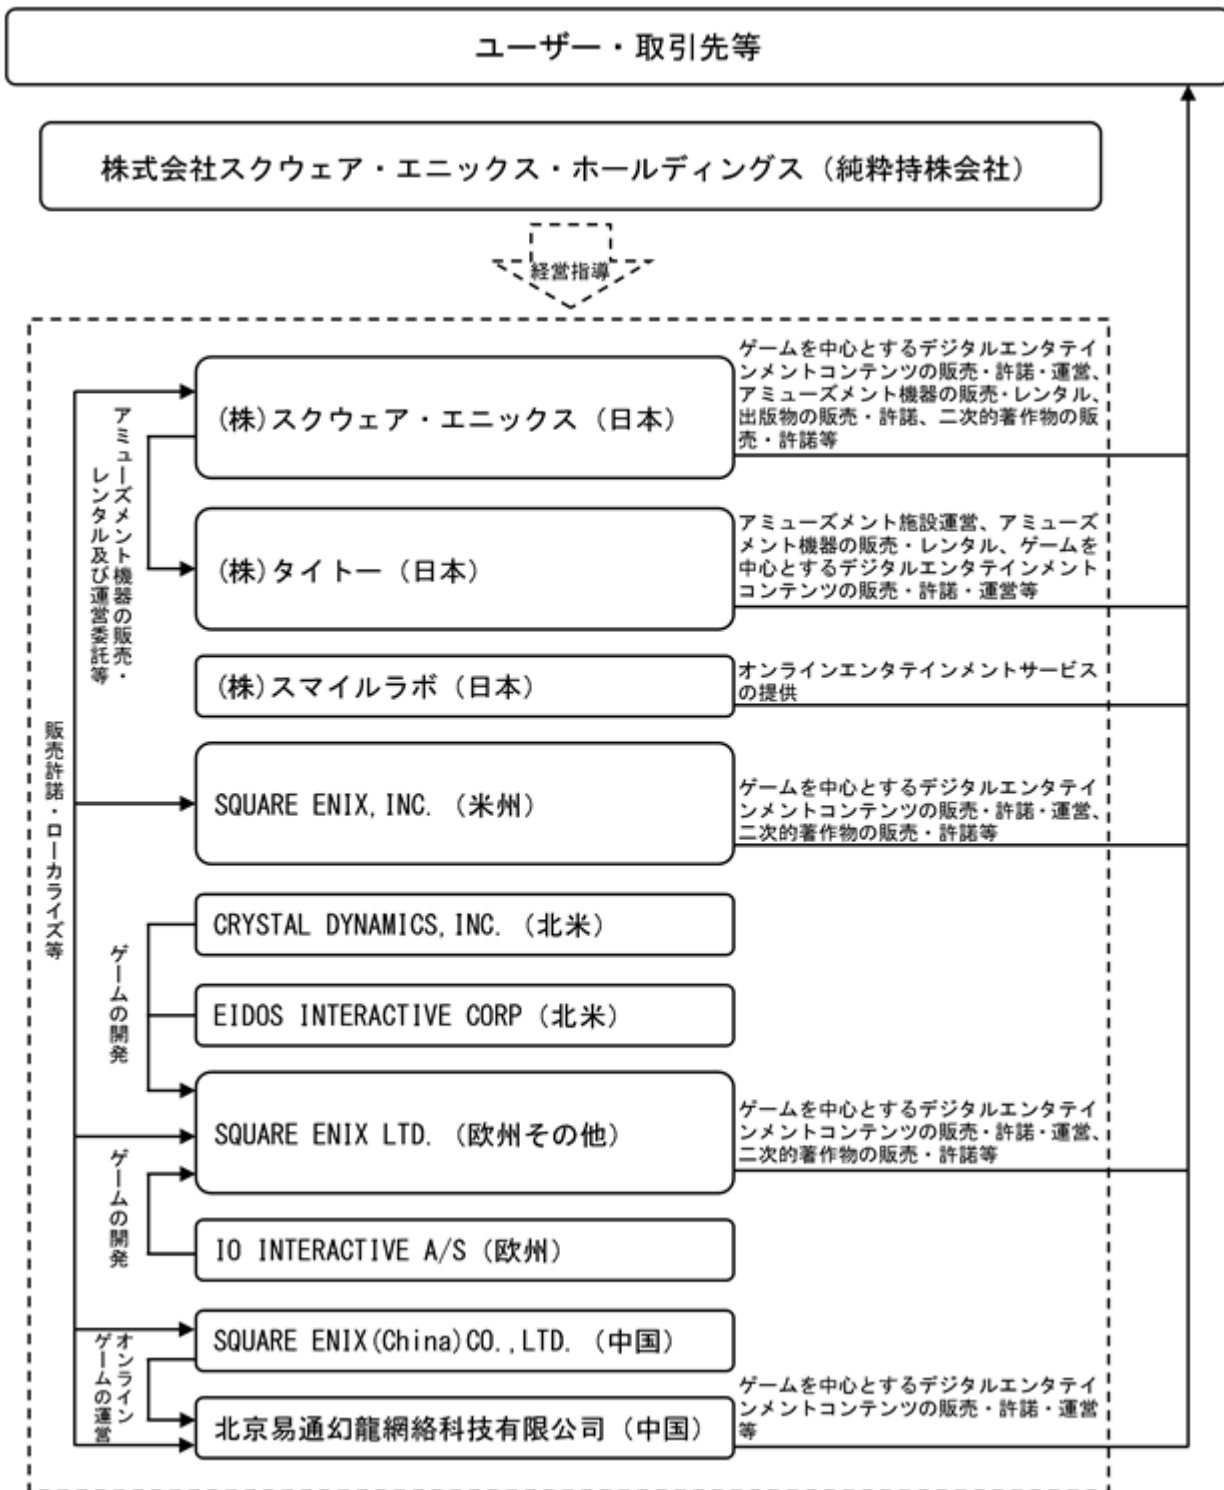 ユーザー・取引先等
株式会社スクウェア・エニックス・ホールディングス（純粋持株会社）
経営指導
(株)スクウェア・エニックス（日本）
ゲームを中心とするデジタルエンタテイ
ンメントコンテンツの販売・許諾・運営、
アミューズメント機器の販売・レンタル、
出版物の販売・許諾、二次的著作物の販
売・許諾等
アミューズメント機器の販売・
レンタル及び運営委託等
(株)タイトー（日本）
アミューズメント施設運営、アミューズ
メント機器の販売・レンタル、ゲームを
中心とするデジタルエンタテインメント
コンテンツの販売・許諾・運営等
(株)スマイルラボ（日本）
オンラインエンタテインメントサービス
の提供
販売許諾・ローカライズ等
SQUARE ENIX,INC.（米州）
ゲームを中心とするデジタルエンタテイ
ンメントコンテンツの販売・許諾・運営、
二次的著作物の販売・許諾等
CRYSTAL DYNAMICS,INC.（北米）
ゲームの開発
EIDOS INTERACTIVE CORP（北米）
SQUARE ENIX LTD.（欧州その他）
ゲームを中心とするデジタルエンタテイ
ンメントコンテンツの販売・許諾・運営、
二次的著作物の販売・許諾等
ゲームの開発
IO INTERACTIVE A/S（欧州）
SQUARE ENIX(China)CO.,LTD.（中国）
オンライン
ゲームの運営
北京易通幻龍網絡科技有限公司（中国）
ゲームを中心とするデジタルエンタテイ
ンメントコンテンツの販売・許諾・運営
等